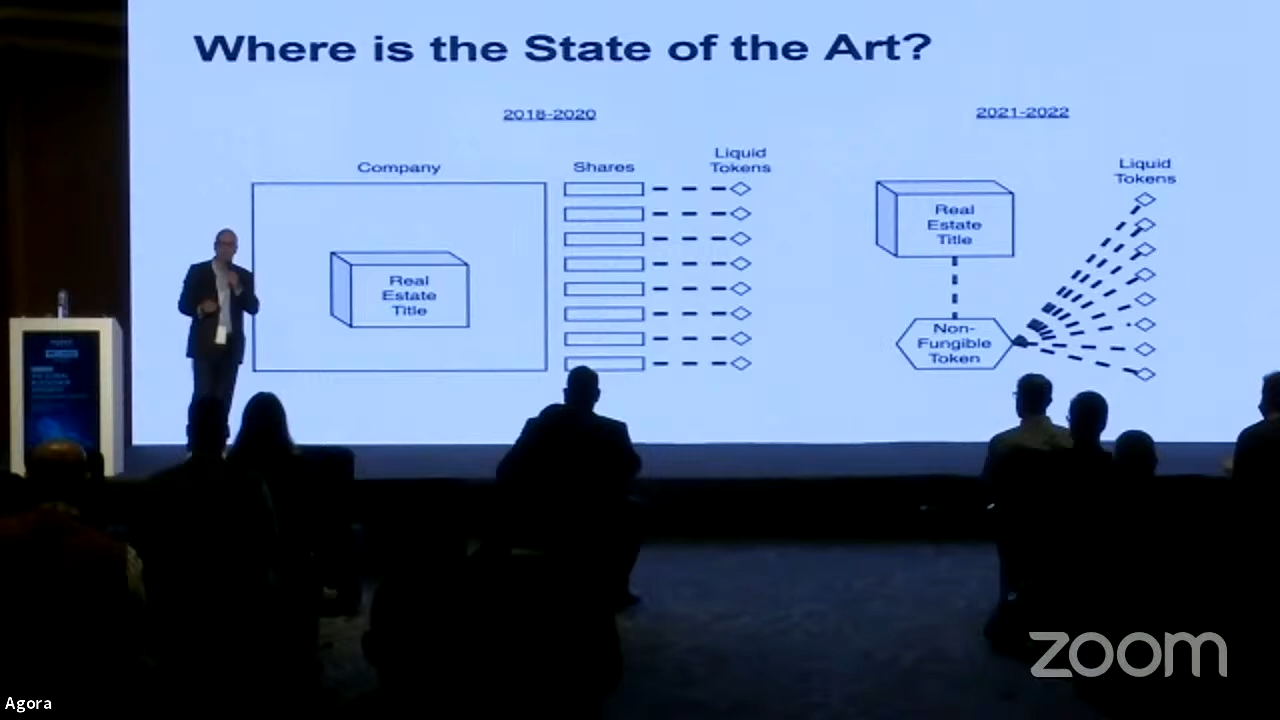 Where is the State of the Art?
2018-2020
2021-2022
Company
Shares
Liquid
Tokens
Real
Estate
Title
Real
Estate
Title
Non-
Fungible
Token
Liquid
Tokens
zoom
Agora